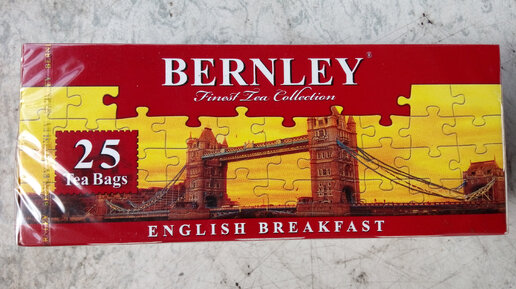 BERNLEY®
Finest Tea Collection
25
Tea Bags
ENGLISH BREAKFAST